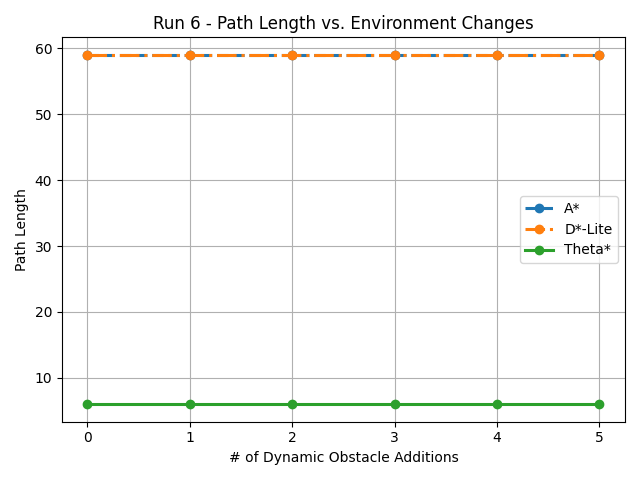 Run 6 - Path Length vs. Environment Changes
60
50
40
30
20
10
Path Length
A*
D*-Lite
Theta*
0 1 2 3 4 5
# of Dynamic Obstacle Additions